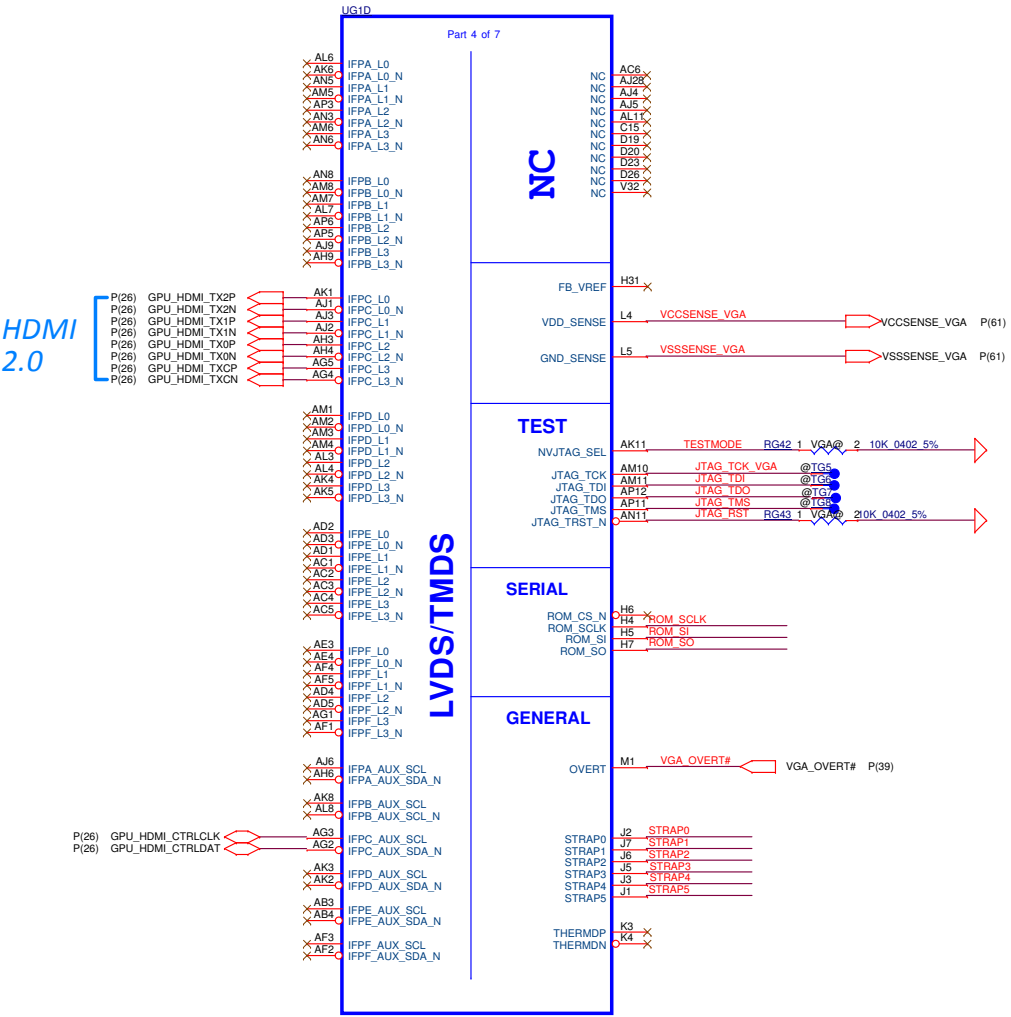 UG1D
Part 4 of 7
AL6 IFPA_L0
AK6 IFPA_L0_N
AN5 IFPA_L1
AM5 IFPA_L1_N
AP3 IFPA_L2
AN3 IFPA_L2_N
AM6 IFPA_L3
AN6 IFPA_L3_N
AN8 IFPB_L0
AM8 IFPB_L0_N
AM7 IFPB_L1
AL7 IFPB_L1_N
AP6 IFPB_L2
AP5 IFPB_L2_N
AJ9 IFPB_L3
AH9 IFPB_L3_N
HDMI
2.0
P(26) GPU_HDMI_TX2P AK1 IFPC_L0
P(26) GPU_HDMI_TX2N AJ1 IFPC_L0_N
P(26) GPU_HDMI_TX1P AJ3 IFPC_L1
P(26) GPU_HDMI_TX1N AJ2 IFPC_L1_N
P(26) GPU_HDMI_TX0P AH3 IFPC_L2
P(26) GPU_HDMI_TX0N AH4 IFPC_L2_N
P(26) GPU_HDMI_TXCP AG5 IFPC_L3
P(26) GPU_HDMI_TXCN AG4 IFPC_L3_N
AM1 IFPD_L0
AM2 IFPD_L0_N
AM3 IFPD_L1
AM4 IFPD_L1_N
AL3 IFPD_L2
AL4 IFPD_L2_N
AK4 IFPD_L3
AK5 IFPD_L3_N
AD2 IFPE_L0
AD3 IFPE_L0_N
AD1 IFPE_L1
AC1 IFPE_L1_N
AC2 IFPE_L2
AC3 IFPE_L2_N
AC4 IFPE_L3
AC5 IFPE_L3_N
AE3 IFPF_L0
AE4 IFPF_L0_N
AF4 IFPF_L1
AF5 IFPF_L1_N
AD4 IFPF_L2
AD5 IFPF_L2_N
AG1 IFPF_L3
AF1 IFPF_L3_N
AJ6 IFPA_AUX_SCL
AH6 IFPA_AUX_SDA_N
AK8 IFPB_AUX_SCL
AL8 IFPB_AUX_SCL_N
P(26) GPU_HDMI_CTRLCLK AG3 IFPC_AUX_SCL
P(26) GPU_HDMI_CTRLDAT AG2 IFPC_AUX_SDA_N
AK3 IFPD_AUX_SCL
AK2 IFPD_AUX_SDA_N
AB3 IFPE_AUX_SCL
AB4 IFPE_AUX_SDA_N
AF3 IFPF_AUX_SCL
AF2 IFPF_AUX_SDA_N
LVDS/TMDS
NC
NC AC6
NC AJ28
NC AJ4
NC AJ5
NC AL11
NC C15
NC D19
NC D20
NC D23
NC D26
NC V32
FB_VREF H31
VDD_SENSE L4 VCCSENSE_VGA VCCSENSE_VGA P(61)
GND_SENSE L5 VSSSENSE_VGA VSSSENSE_VGA P(61)
TEST
NVJTAG_SEL AK11 TESTMODE RG42 1 VGA@ 2 10K_0402_5%
JTAG_TCK AM10 JTAG_TCK_VGA @TG5
JTAG_TDI AM11 JTAG_TDI @TG6
JTAG_TDO AP12 JTAG_TDO @TG7
JTAG_TMS AP11 JTAG_TMS @TG8
JTAG_TRST_N AN11 JTAG_RST RG43 1 VGA@ 2 10K_0402_5%
SERIAL
ROM_CS_N H6
ROM_SCLK H4 ROM_SCLK
ROM_SI H5 ROM_SI
ROM_SO H7 ROM_SO
GENERAL
OVERT M1 VGA_OVERT# VGA_OVERT# P(39)
STRAP0 J2 STRAP0
STRAP1 J7 STRAP1
STRAP2 J6 STRAP2
STRAP3 J5 STRAP3
STRAP4 J3 STRAP4
STRAP5 J1 STRAP5
THERMDP K3
THERMDN K4